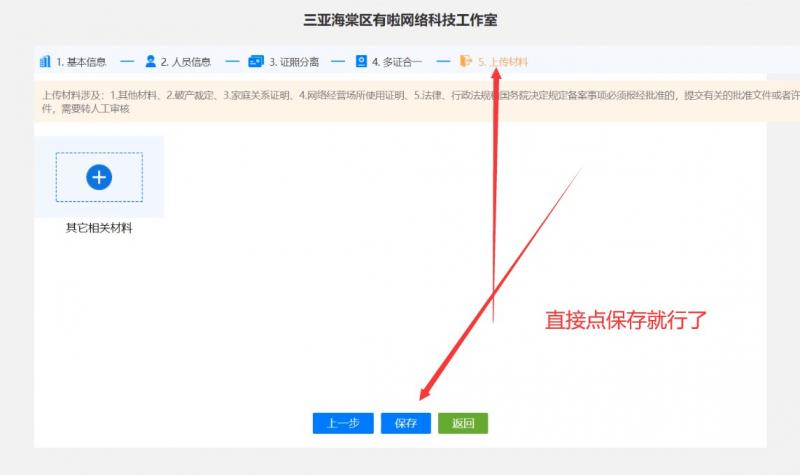 三亚海棠区有啦网络科技工作室
1. 基本信息 2. 人员信息 3. 证照分离 4. 多证合一 5. 上传材料
上传材料涉及：1.其他材料、2.破产裁定、3.家庭关系证明、4.网络经营场所使用证明、5.法律、行政法规和国务院决定规定备案事项必须报经批准的，提交有关的批准文件或者许
件，需要转人工审核
其它相关材料
直接点保存就行了
上一步 保存 返回